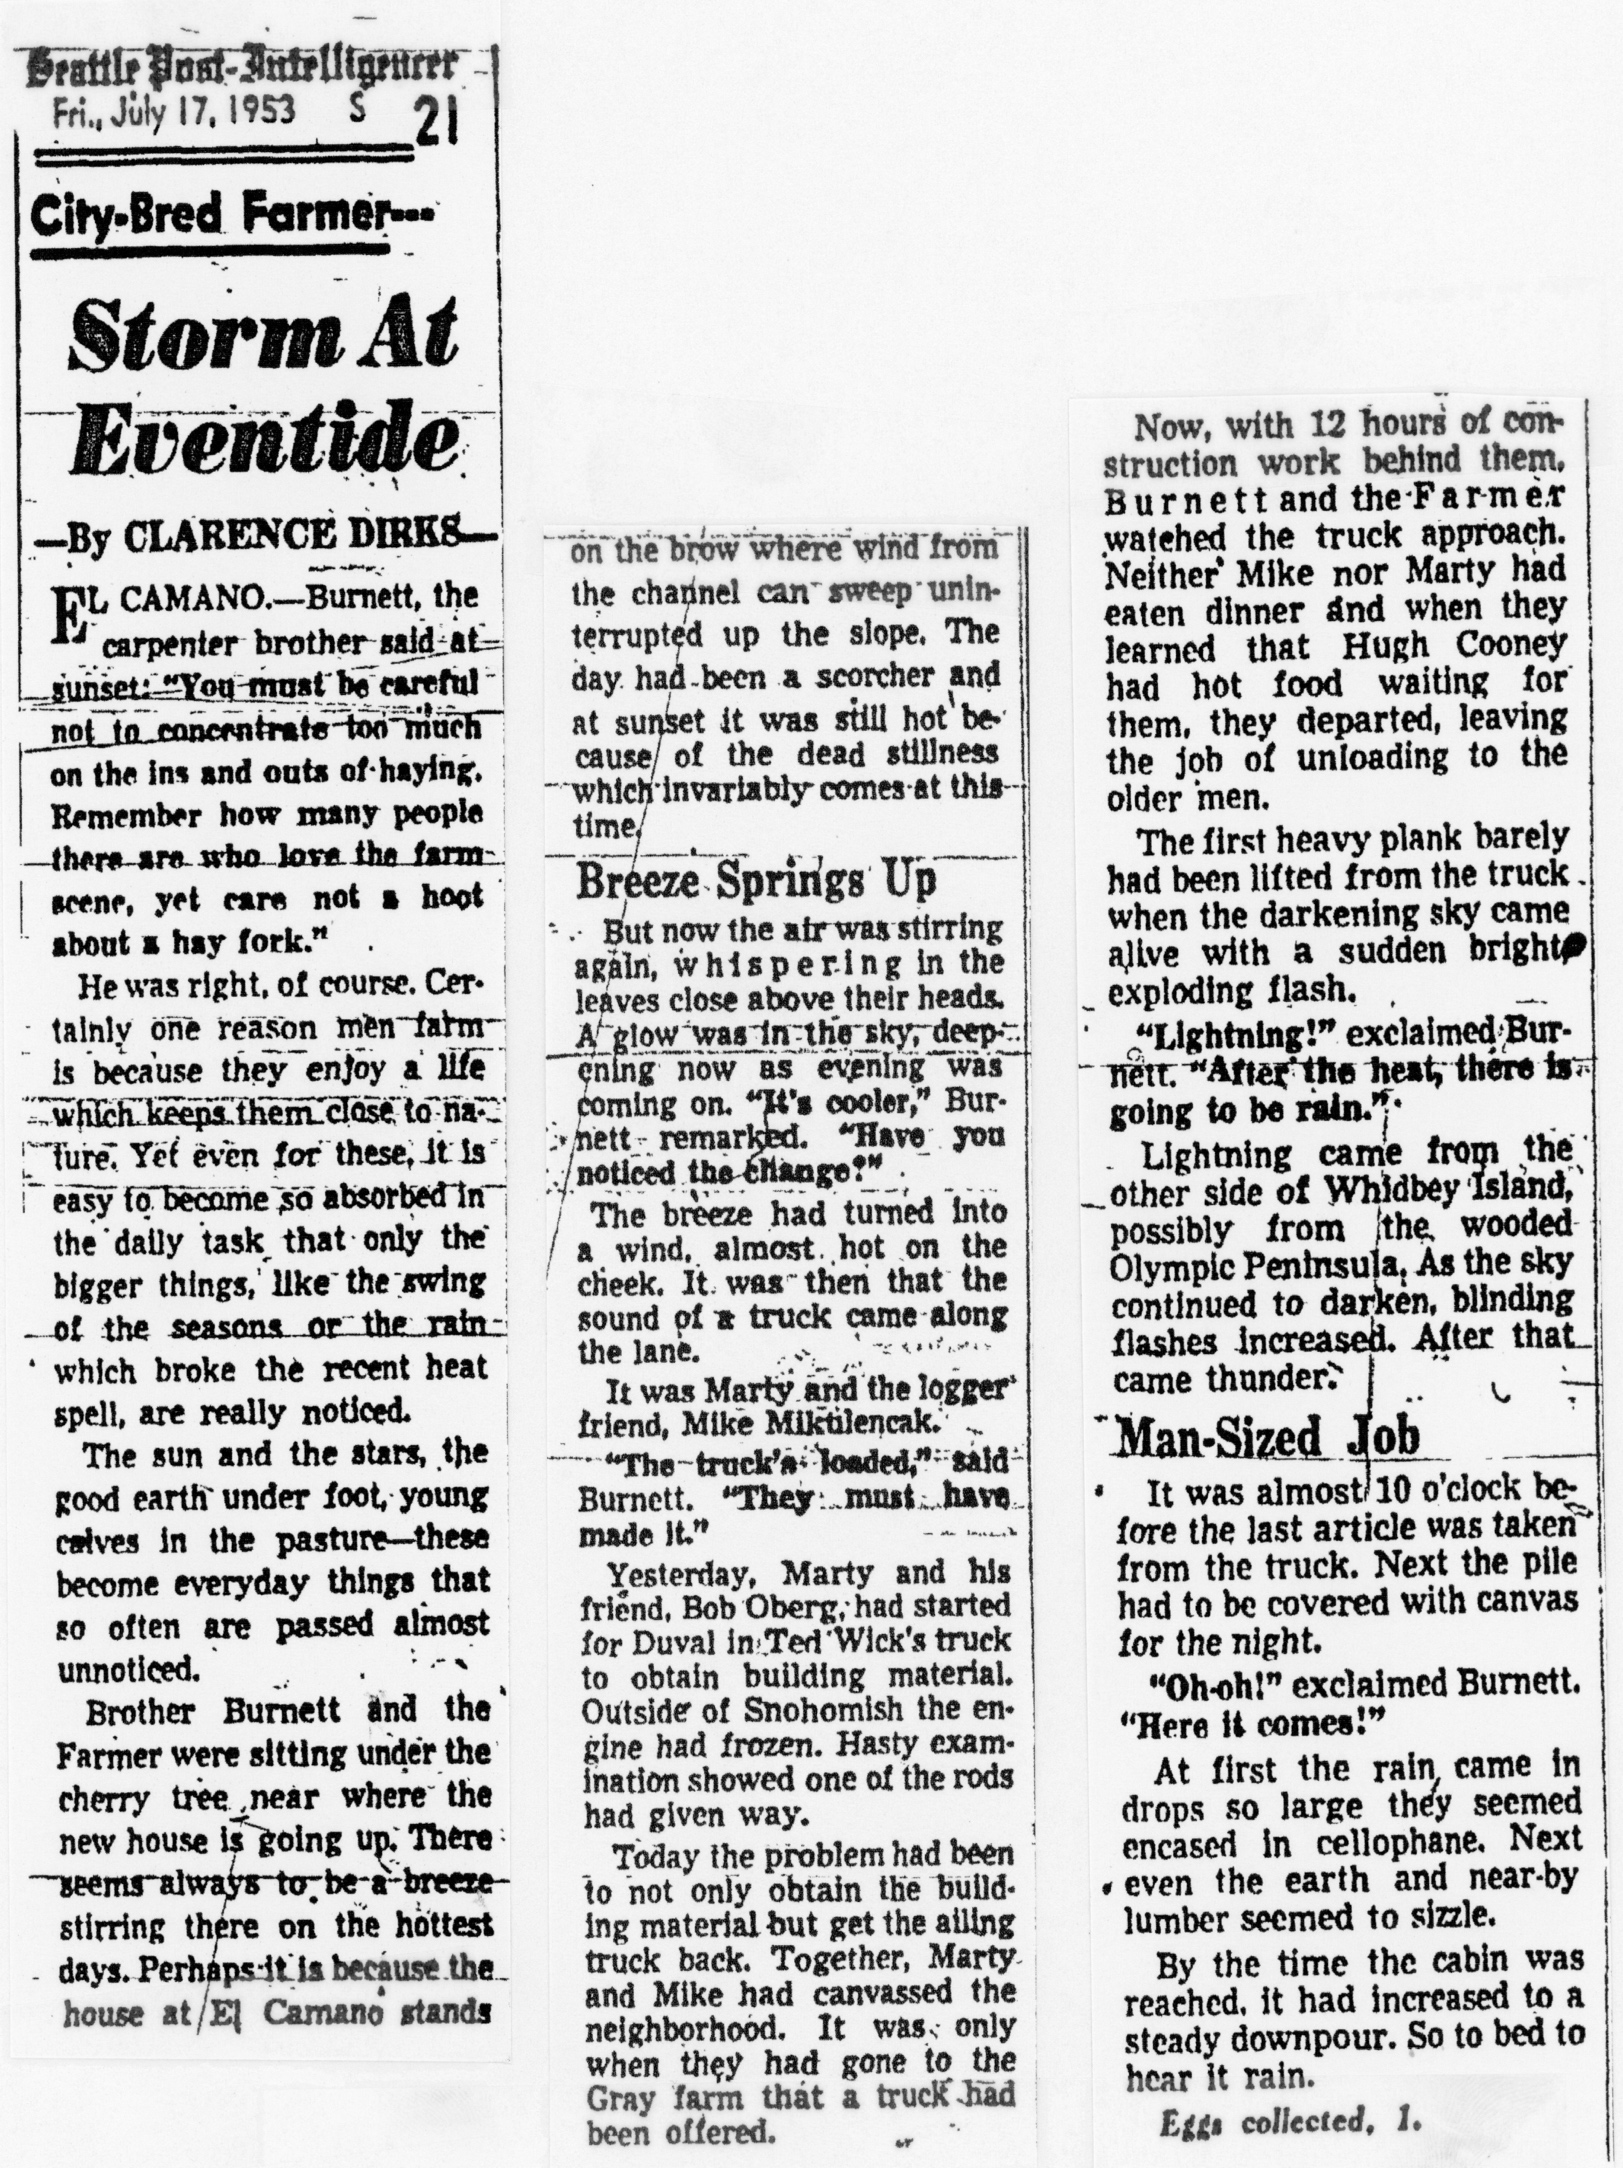 Seattle Post-Intelligencer
Fri., July 17, 1953 S 21
City-Bred Farmer---
Storm At
Eventide
—By CLARENCE DIRKS—
EL CAMANO.—Burnett, the
carpenter brother said at
sunset: "You must be careful
not to concentrate too much
on the ins and outs of haying.
Remember how many people
there are who love the farm
scene, yet care not a hoot
about a hay fork."
He was right, of course. Cer-
tainly one reason men farm
is because they enjoy a life
which keeps them close to na-
ture. Yet even for these, it is
easy to become so absorbed in
the daily task that only the
bigger things, like the swing
of the seasons or the rain
which broke the recent heat
spell, are really noticed.
The sun and the stars, the
good earth under foot, young
calves in the pasture—these
become everyday things that
so often are passed almost
unnoticed.
Brother Burnett and the
Farmer were sitting under the
cherry tree near where the
new house is going up. There
seems always to be a breeze
stirring there on the hottest
days. Perhaps it is because the
house at El Camano stands
on the brow where wind from
the channel can sweep unin-
terrupted up the slope. The
day had been a scorcher and
at sunset it was still hot be-
cause of the dead stillness
which invariably comes at this
time.
Breeze Springs Up
But now the air was stirring
again, whispering in the
leaves close above their heads.
A glow was in the sky, deep-
ening now as evening was
coming on. "It's cooler," Bur-
nett remarked. "Have you
noticed the change?"
The breeze had turned into
a wind, almost hot on the
cheek. It was then that the
sound of a truck came along
the lane.
It was Marty and the logger
friend, Mike Mikulencak.
"The truck's loaded," said
Burnett. "They must have
made it."
Yesterday, Marty and his
friend, Bob Oberg, had started
for Duval in Ted Wick's truck
to obtain building material.
Outside of Snohomish the en-
gine had frozen. Hasty exam-
ination showed one of the rods
had given way.
Today the problem had been
to not only obtain the build-
ing material but get the ailing
truck back. Together, Marty
and Mike had canvassed the
neighborhood. It was only
when they had gone to the
Gray farm that a truck had
been offered.
Now, with 12 hours of con-
struction work behind them,
Burnett and the Farmer
watched the truck approach.
Neither Mike nor Marty had
eaten dinner and when they
learned that Hugh Cooney
had hot food waiting for
them, they departed, leaving
the job of unloading to the
older men.
The first heavy plank barely
had been lifted from the truck
when the darkening sky came
alive with a sudden bright
exploding flash.
"Lightning!" exclaimed Bur-
nett. "After the heat, there is
going to be rain."
Lightning came from the
other side of Whidbey Island,
possibly from the wooded
Olympic Peninsula. As the sky
continued to darken, blinding
flashes increased. After that
came thunder.
Man-Sized Job
It was almost 10 o'clock be-
fore the last article was taken
from the truck. Next the pile
had to be covered with canvas
for the night.
"Oh-oh!" exclaimed Burnett.
"Here it comes!"
At first the rain came in
drops so large they seemed
encased in cellophane. Next
even the earth and near-by
lumber seemed to sizzle.
By the time the cabin was
reached, it had increased to a
steady downpour. So to bed to
hear it rain.
Eggs collected, 1.